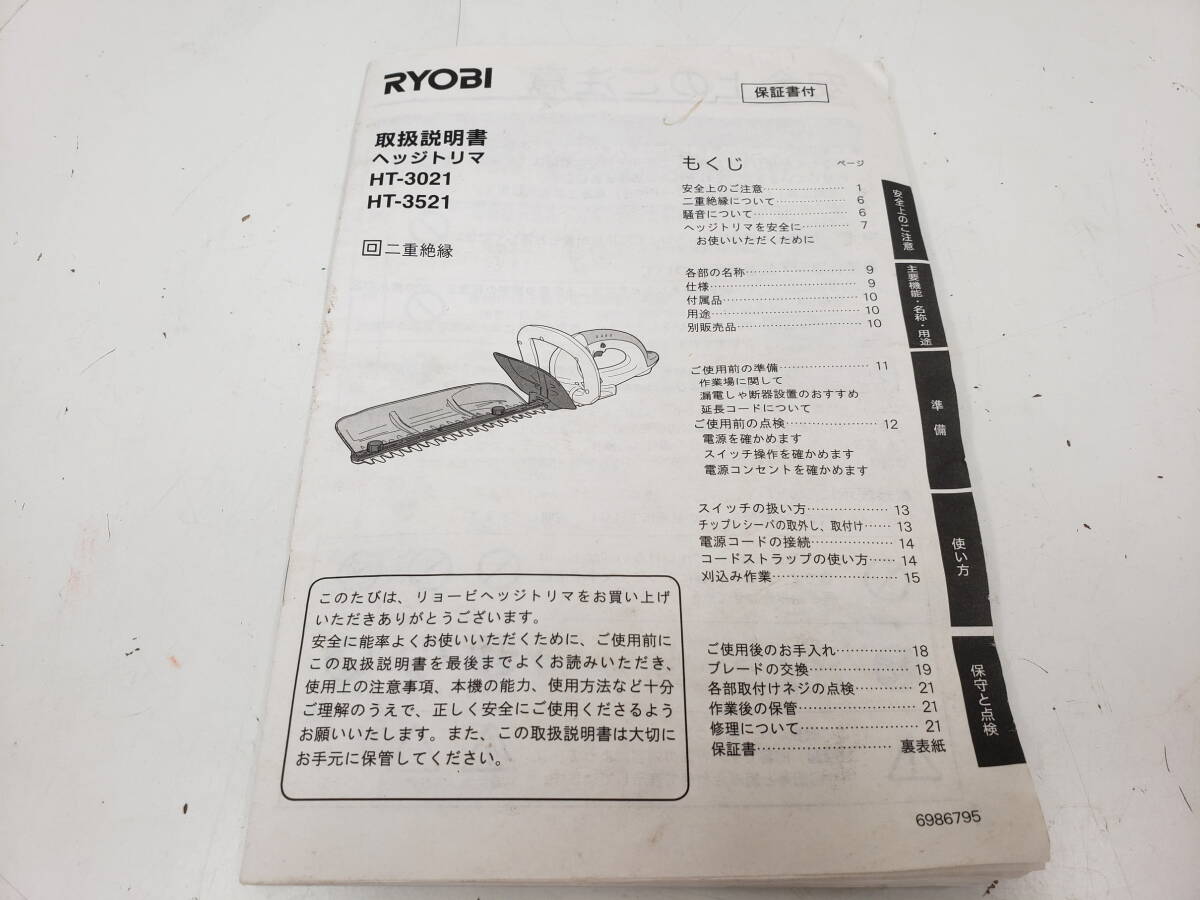 RYOBI
保証書付
取扱説明書
ヘッジトリマ
HT-3021
HT-3521
回 二重絶縁
このたびは、リョービヘッジトリマをお買い上げ
いただきありがとうございます。
安全に能率よくお使いいただくために、ご使用前に
この取扱説明書を最後までよくお読みいただき、
使用上の注意事項、本機の能力、使用方法など十分
ご理解のうえで、正しく安全にご使用くださるよう
お願いいたします。また、この取扱説明書は大切に
お手元に保管してください。
もくじ ページ
安全上のご注意………………… 1
二重絶縁について……………… 6
騒音について…………………… 6
ヘッジトリマを安全に………… 7
お使いいただくために
各部の名称……………………… 9
仕様……………………………… 9
付属品…………………………… 10
用途……………………………… 10
別販売品………………………… 10
ご使用前の準備………………… 11
作業場に関して
漏電しゃ断器設置のおすすめ
延長コードについて
ご使用前の点検………………… 12
電源を確かめます
スイッチ操作を確かめます
電源コンセントを確かめます
スイッチの扱い方……………… 13
チップレシーバの取外し、取付け…… 13
電源コードの接続……………… 14
コードストラップの使い方…… 14
刈込み作業……………………… 15
ご使用後のお手入れ…………… 18
ブレードの交換………………… 19
各部取付けネジの点検………… 21
作業後の保管…………………… 21
修理について…………………… 21
保証書……………………… 裏表紙
安全上のご注意
主要機能・名称・用途
準備
使い方
保守と点検
6986795